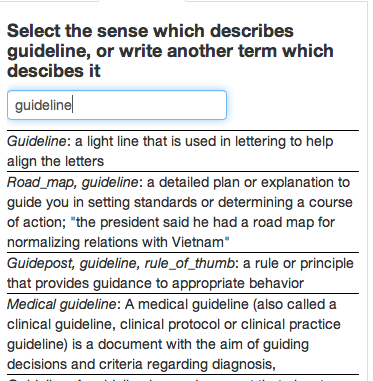 Select the sense which describes
guideline, or write another term which
descibes it
guideline
Guideline: a light line that is used in lettering to help
align the letters
Road_map, guideline: a detailed plan or explanation to
guide you in setting standards or determining a course
of action; "the president said he had a road map for
normalizing relations with Vietnam"
Guidepost, guideline, rule_of_thumb: a rule or principle
that provides guidance to appropriate behavior
Medical guideline: A medical guideline (also called a
clinical guideline, clinical protocol or clinical practice
guideline) is a document with the aim of guiding
decisions and criteria regarding diagnosis,